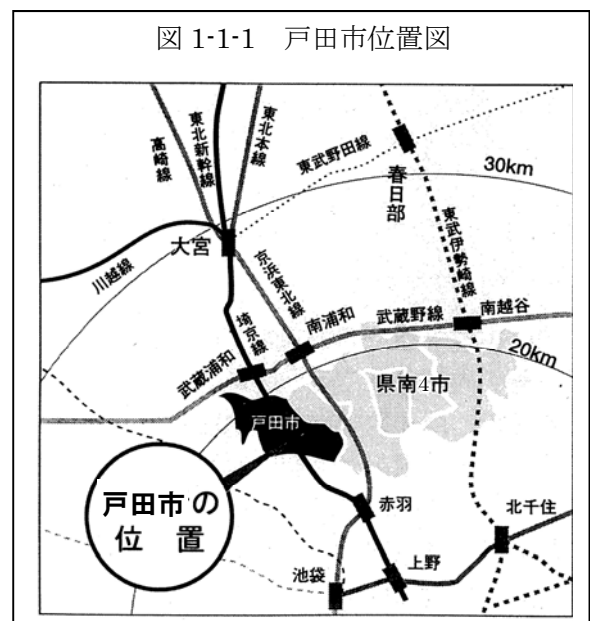 図 1-1-1 戸田市位置図
高崎線
東北新幹線
東北本線
東武野田線
春日部
30km
大宮
川越線
京浜東北線
東武伊勢崎線
埼京線
南浦和
武蔵野線
南越谷
武蔵浦和
20km
県南4市
戸田市
戸田市の
位 置
赤羽
北千住
池袋
上野